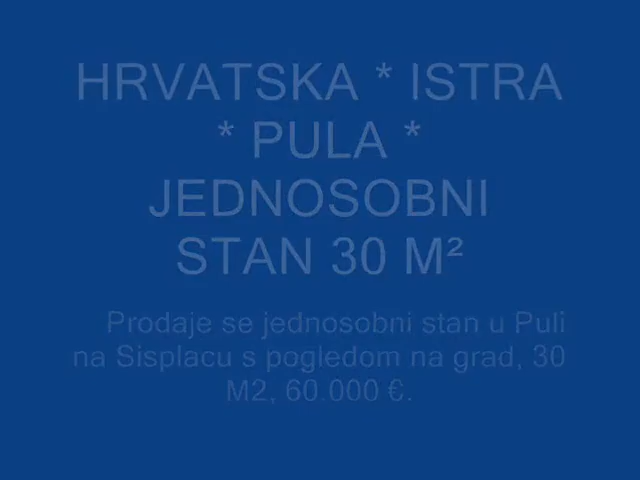 HRVATSKA * ISTRA
* PULA *
JEDNOSOBNI
STAN 30 M²
Prodaje se jednosobni stan u Puli
na Sisplacu s pogledom na grad, 30
M2, 60.000 €.